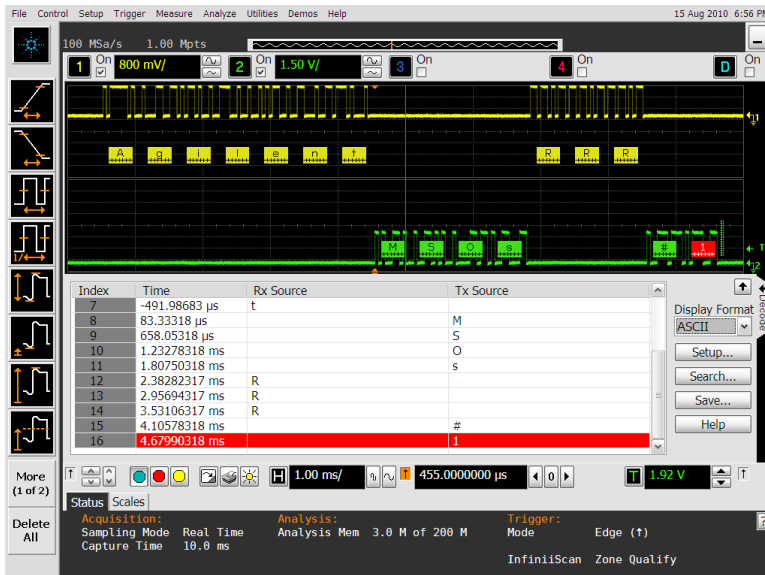 File Control Setup Trigger Measure Analyze Utilities Demos Help 15 Aug 2010 6:56 PM
100 MSa/s 1.00 Mpts
1 On 800 mV/ 2 On 1.50 V/ 3 On 4 On D On
1
A g i l e n t R R R
M S O s # 1
T
2
Index Time Rx Source Tx Source
7 -491.98683 µs t
8 83.33318 µs M
9 658.05318 µs S
10 1.23278318 ms O
11 1.80750318 ms s
12 2.38282317 ms R
13 2.95694317 ms R
14 3.53106317 ms R
15 4.10578318 ms #
16 4.67990318 ms 1
Display Format
ASCII
Setup...
Search...
Save...
Help
Decode
1/
More
(1 of 2)
Delete
All
H 1.00 ms/ T 455.0000000 µs 0 T 1.92 V
Status Scales
Acquisition: Analysis: Trigger:
Sampling Mode Real Time Analysis Mem 3.0 M of 200 M Mode Edge (↑)
Capture Time 10.0 ms
InfiniiScan Zone Qualify
?